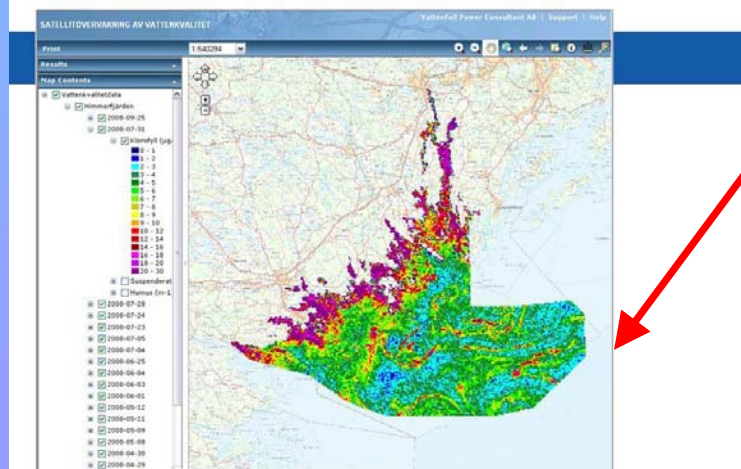 SATELLITÖVERVAKNING AV VATTENKVALITET
Vattenfall Power Consultant AB | Support | Help
Print
1:640294
Results
Map Contents
Vattenkvalitetdata
Himmerfjärden
2008-09-25
2008-07-31
Klorofyll (µg/
0 - 1
1 - 2
2 - 3
3 - 4
4 - 5
5 - 6
6 - 7
7 - 8
8 - 9
9 - 10
10 - 12
12 - 14
14 - 16
16 - 18
18 - 20
20 - 30
Suspenderat
Humus (m-1
2008-07-28
2008-07-24
2008-07-23
2008-07-05
2008-07-04
2008-06-25
2008-06-04
2008-06-03
2008-06-01
2008-05-12
2008-05-11
2008-05-09
2008-05-08
2008-04-30
2008-04-29